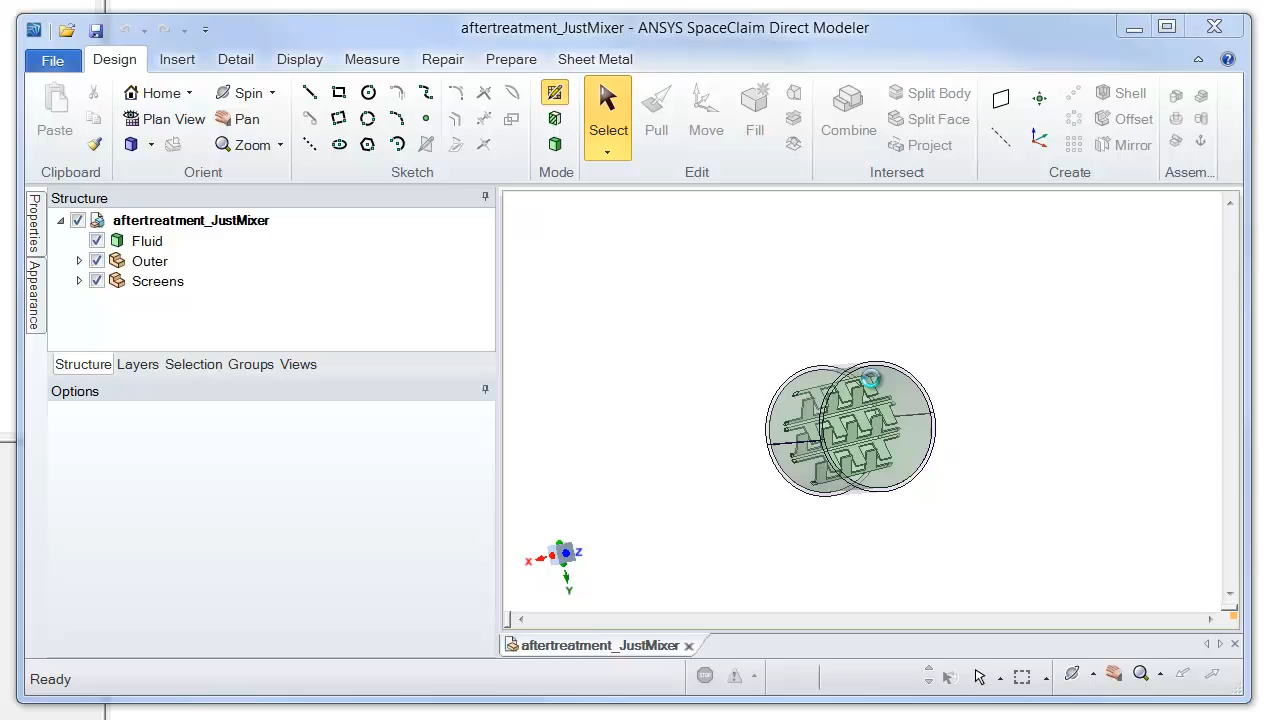 aftertreatment_JustMixer - ANSYS SpaceClaim Direct Modeler
File Design Insert Detail Display Measure Repair Prepare Sheet Metal
Paste
Clipboard
Home Spin
Plan View Pan
Zoom
Orient
Sketch
Mode
Select Pull Move Fill
Edit
Combine
Split Body
Split Face
Project
Intersect
Shell
Offset
Mirror
Create
Assem...
Properties
Appearance
Structure
aftertreatment_JustMixer
Fluid
Outer
Screens
Structure Layers Selection Groups Views
Options
X
Y
Z
aftertreatment_JustMixer
STOP
Ready